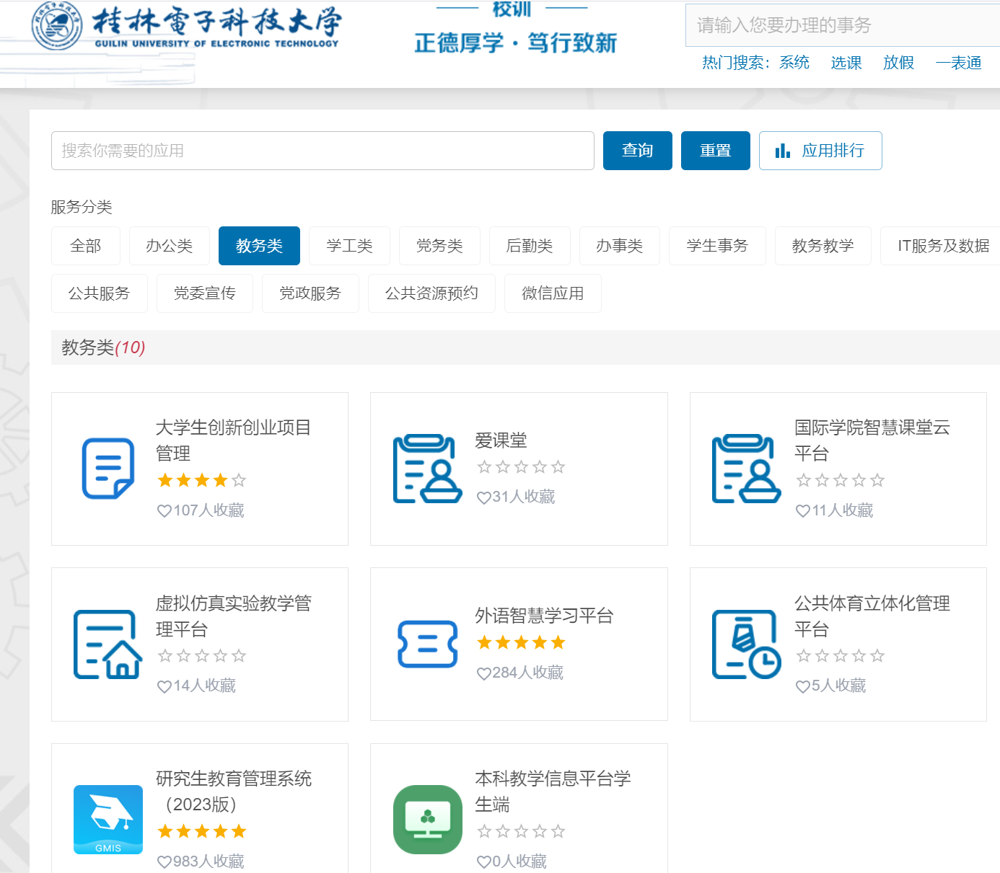 桂林電子科技大学
GUILIN UNIVERSITY OF ELECTRONIC TECHNOLOGY
校训
正德厚学·笃行致新
请输入您要办理的事务
热门搜索: 系统 选课 放假 一表通
搜索你需要的应用 查询 重置 应用排行
服务分类
全部 办公类 教务类 学工类 党务类 后勤类 办事类 学生事务 教务教学 IT服务及数据
公共服务 党委宣传 党政服务 公共资源预约 微信应用
教务类(10)
大学生创新创业项目
管理
107人收藏
爱课堂
31人收藏
国际学院智慧课堂云
平台
11人收藏
虚拟仿真实验教学管
理平台
14人收藏
外语智慧学习平台
284人收藏
公共体育立体化管理
平台
5人收藏
GMIS
研究生教育管理系统
（2023版）
983人收藏
本科教学信息平台学
生端
0人收藏